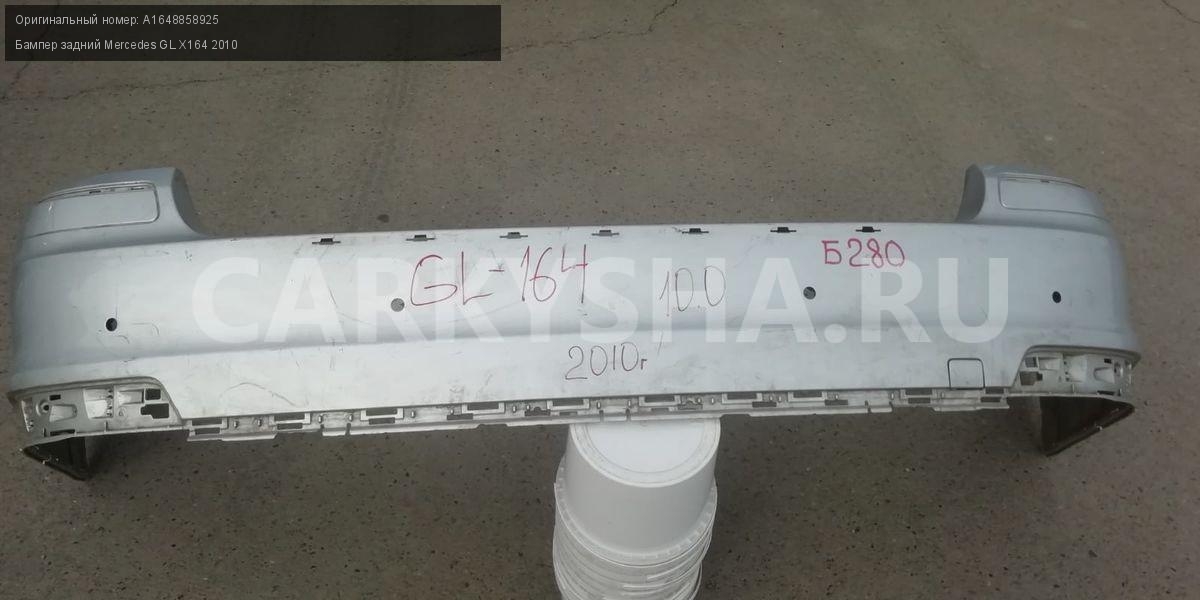 Оригинальный номер: A1648858925
Бампер задний Mercedes GL X164 2010
GL-164
10.0
Б280
CARKYSHA.RU
2010г